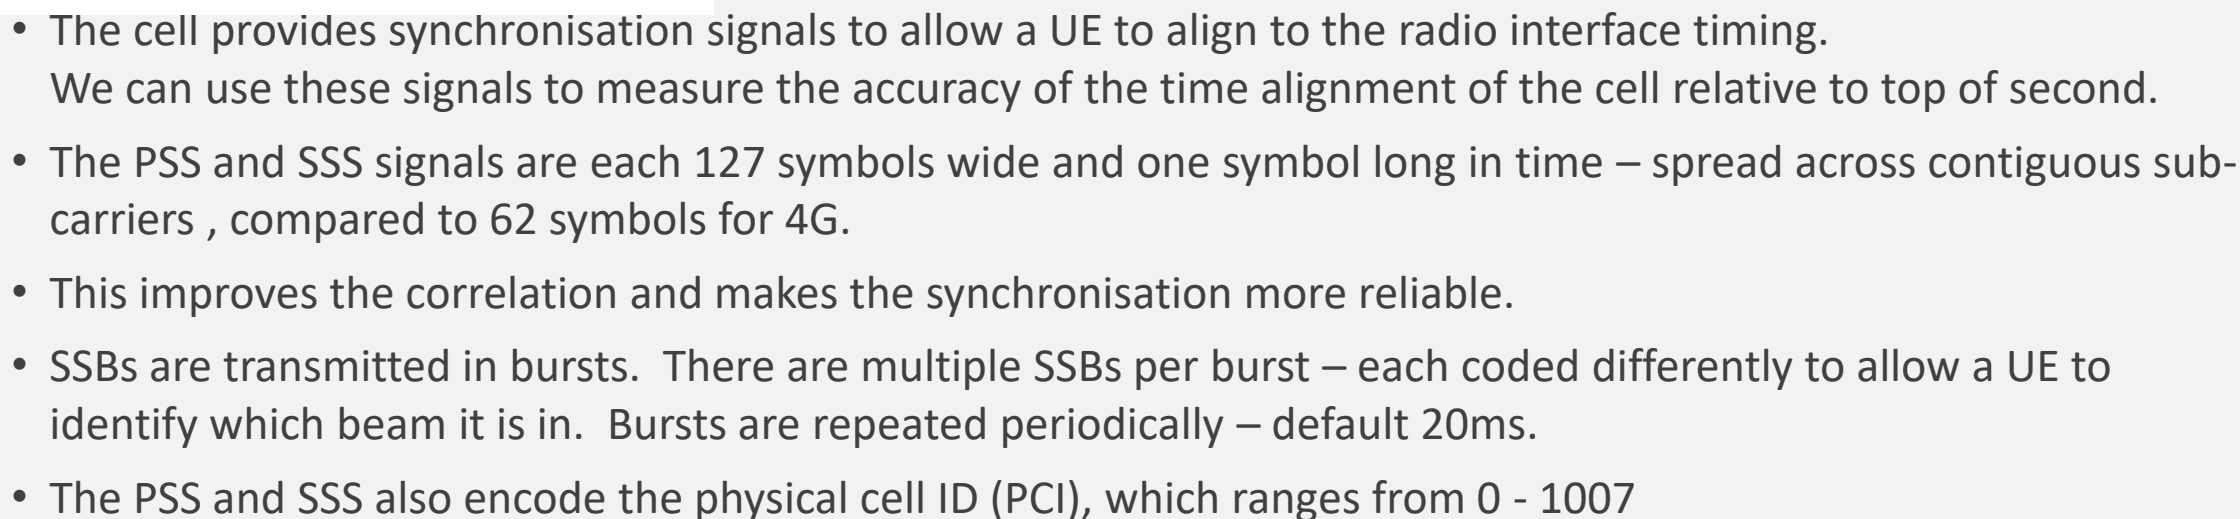 • The cell provides synchronisation signals to allow a UE to align to the radio interface timing.
We can use these signals to measure the accuracy of the time alignment of the cell relative to top of second.
• The PSS and SSS signals are each 127 symbols wide and one symbol long in time – spread across contiguous sub-
carriers , compared to 62 symbols for 4G.
• This improves the correlation and makes the synchronisation more reliable.
• SSBs are transmitted in bursts.  There are multiple SSBs per burst – each coded differently to allow a UE to
identify which beam it is in.  Bursts are repeated periodically – default 20ms.
• The PSS and SSS also encode the physical cell ID (PCI), which ranges from 0 - 1007